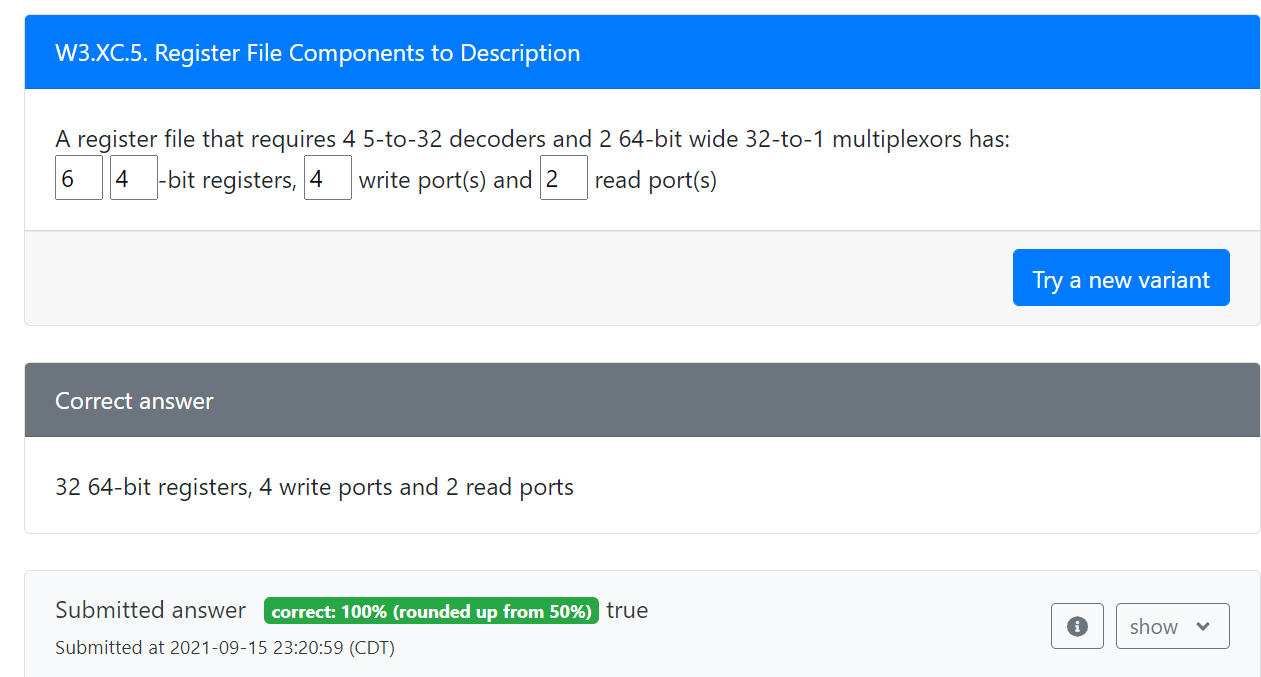 W3.XC.5. Register File Components to Description
A register file that requires 4 5-to-32 decoders and 2 64-bit wide 32-to-1 multiplexors has:
6 4 -bit registers, 4 write port(s) and 2 read port(s)
Try a new variant
Correct answer
32 64-bit registers, 4 write ports and 2 read ports
Submitted answer correct: 100% (rounded up from 50%) true
Submitted at 2021-09-15 23:20:59 (CDT)
show